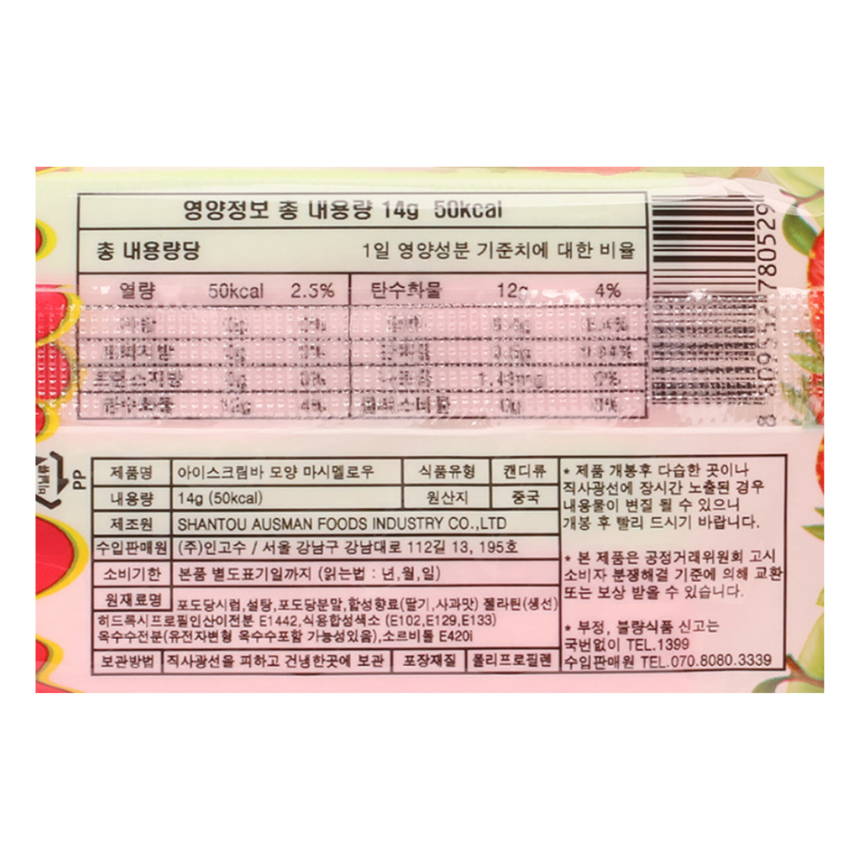 영양정보 총 내용량 14g 50kcal
총 내용량당 1일 영양성분 기준치에 대한 비율
열량 50kcal 2.5% 탄수화물 12g 4%
트랜스지방
탄수화물 4%
780529
비닐류
PP
제품명 아이스크림바 모양 마시멜로우 식품유형 캔디류
내용량 14g (50kcal) 원산지 중국
제조원 SHANTOU AUSMAN FOODS INDUSTRY CO.,LTD
수입판매원 (주)인고수 / 서울 강남구 강남대로 112길 13, 195호
소비기한 본품 별도표기일까지 (읽는법 : 년,월,일)
원재료명 포도당시럽,설탕,포도당분말,합성향료(딸기,사과맛) 젤라틴(생선)
히드록시프로필인산이전분 E1442,식용합성색소 (E102,E129,E133)
옥수수전분(유전자변형 옥수수포함 가능성있음),소르비톨 E420i
보관방법 직사광선을 피하고 건냉한곳에 보관 포장재질 폴리프로필렌
* 제품 개봉후 다습한 곳이나
직사광선에 장시간 노출된 경우
내용물이 변질 될 수 있으니
개봉 후 빨리 드시기 바랍니다.
* 본 제품은 공정거래위원회 고시
소비자 분쟁해결 기준에 의해 교환
또는 보상 받을 수 있습니다.
* 부정, 불량식품 신고는
국번없이 TEL.1399
수입판매원 TEL.070.8080.3339